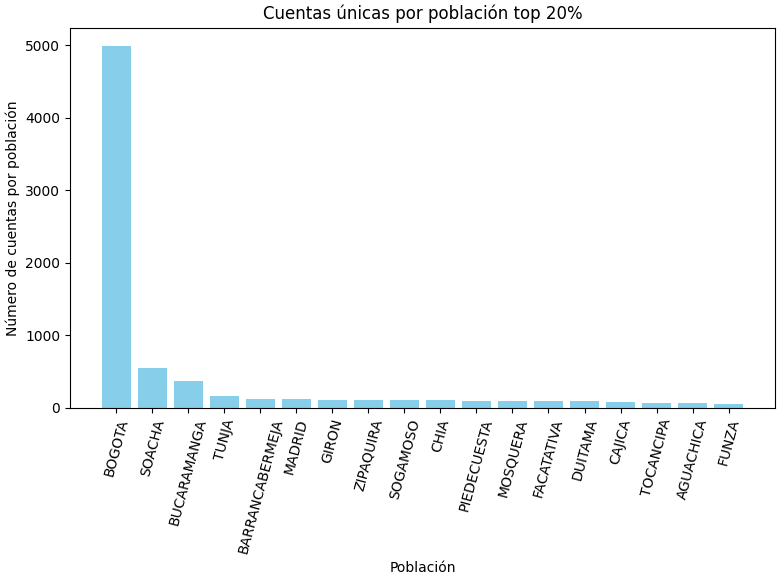 Cuentas únicas por población top 20%
Número de cuentas por población
5000
4000
3000
2000
1000
0
BOGOTA
SOACHA
BUCARAMANGA
TUNJA
BARRANCABERMEJA
MADRID
GIRON
ZIPAQUIRA
SOGAMOSO
CHIA
PIEDECUESTA
MOSQUERA
FACATATIVA
DUITAMA
CAJICA
TOCANCIPA
AGUACHICA
FUNZA
Población